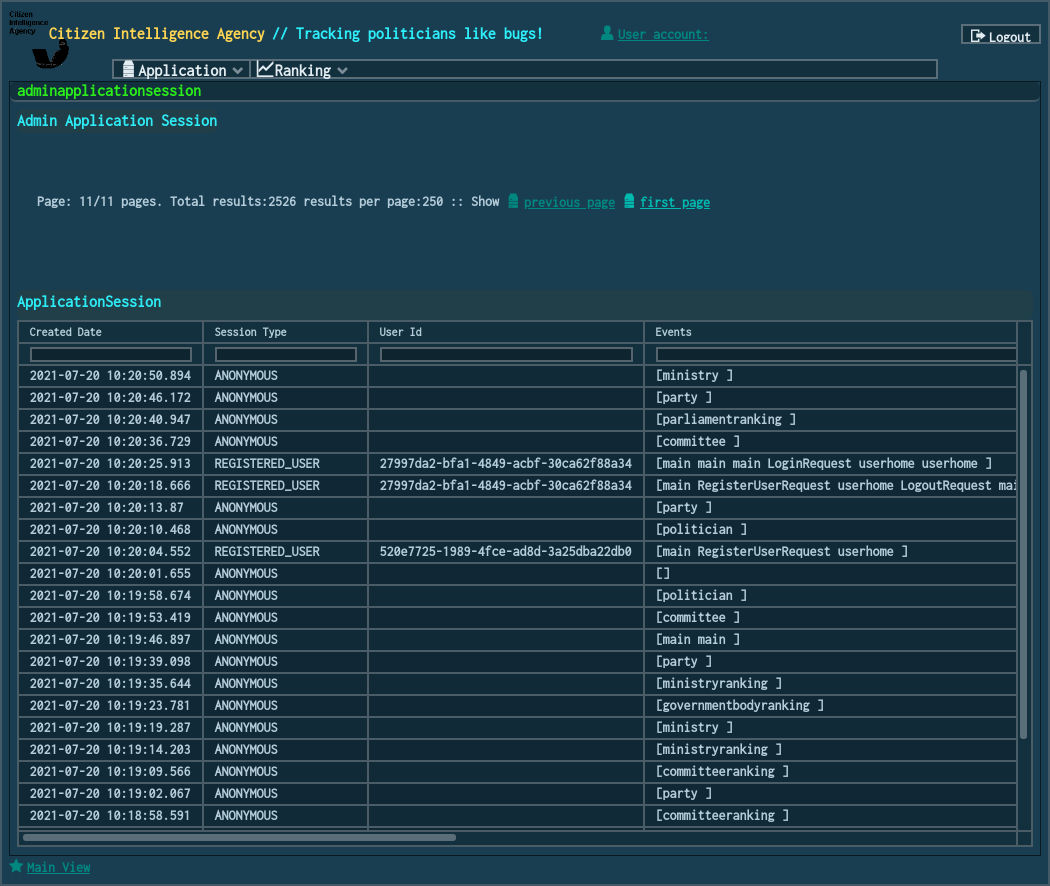 Citizen
Intelligence
Agency
Citizen Intelligence Agency // Tracking politicians like bugs!
User account:
Logout
Application
Ranking
adminapplicationsession
Admin Application Session
Page: 11/11 pages. Total results:2526 results per page:250 :: Show previous page first page
ApplicationSession
Created Date Session Type User Id Events
2021-07-20 10:20:50.894 ANONYMOUS [ministry ]
2021-07-20 10:20:46.172 ANONYMOUS [party ]
2021-07-20 10:20:40.947 ANONYMOUS [parliamentranking ]
2021-07-20 10:20:36.729 ANONYMOUS [committee ]
2021-07-20 10:20:25.913 REGISTERED_USER 27997da2-bfa1-4849-acbf-30ca62f88a34 [main main main LoginRequest userhome userhome ]
2021-07-20 10:20:18.666 REGISTERED_USER 27997da2-bfa1-4849-acbf-30ca62f88a34 [main RegisterUserRequest userhome LogoutRequest mai
2021-07-20 10:20:13.87 ANONYMOUS [party ]
2021-07-20 10:20:10.468 ANONYMOUS [politician ]
2021-07-20 10:20:04.552 REGISTERED_USER 520e7725-1989-4fce-ad8d-3a25dba22db0 [main RegisterUserRequest userhome ]
2021-07-20 10:20:01.655 ANONYMOUS []
2021-07-20 10:19:58.674 ANONYMOUS [politician ]
2021-07-20 10:19:53.419 ANONYMOUS [committee ]
2021-07-20 10:19:46.897 ANONYMOUS [main main ]
2021-07-20 10:19:39.098 ANONYMOUS [party ]
2021-07-20 10:19:35.644 ANONYMOUS [ministryranking ]
2021-07-20 10:19:23.781 ANONYMOUS [governmentbodyranking ]
2021-07-20 10:19:19.287 ANONYMOUS [ministry ]
2021-07-20 10:19:14.203 ANONYMOUS [ministryranking ]
2021-07-20 10:19:09.566 ANONYMOUS [committeeranking ]
2021-07-20 10:19:02.067 ANONYMOUS [party ]
2021-07-20 10:18:58.591 ANONYMOUS [committeeranking ]
Main View